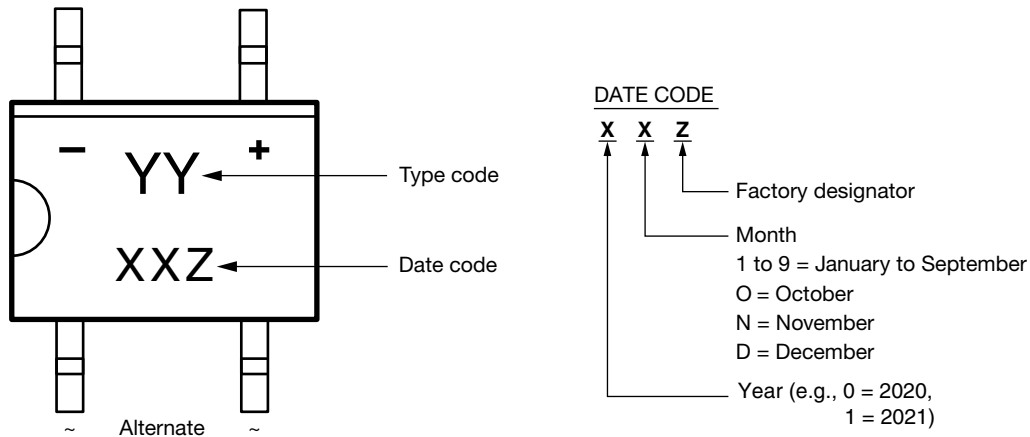 − YY +
Type code
XXZ
Date code
~ Alternate ~
DATE CODE
X X Z
Factory designator
Month
1 to 9 = January to September
O = October
N = November
D = December
Year (e.g., 0 = 2020,
1 = 2021)